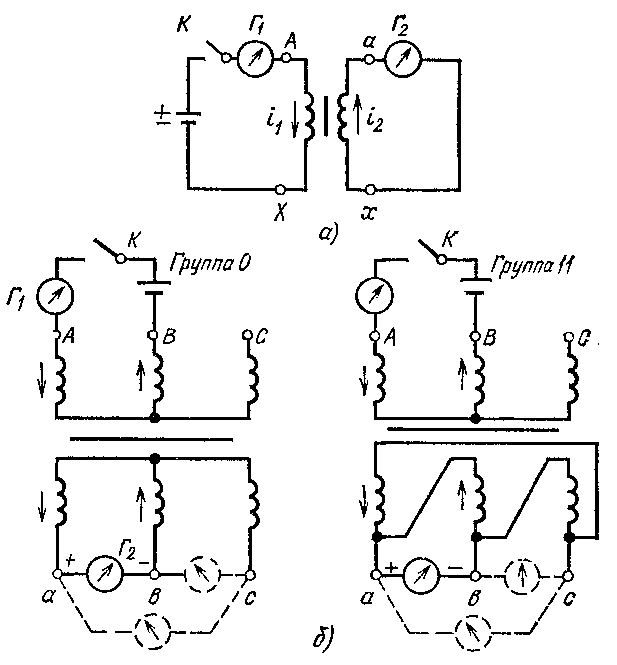 К Г1 А а Г2
± i1 i2
X x
а)
К Группа 0 К Группа 11
Г1
А В С А В С
+ Г2 − + −
а в с а в с
б)